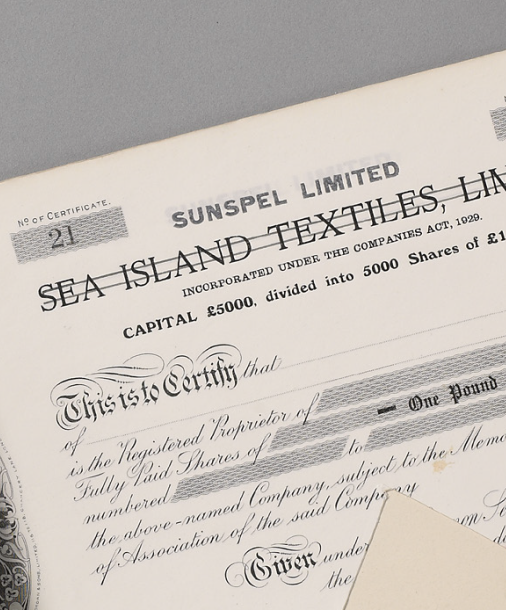 Nº OF CERTIFICATE.
21
SUNSPEL LIMITED
SEA ISLAND TEXTILES,
INCORPORATED UNDER THE COMPANIES ACT, 1929.
CAPITAL £5000, divided into 5000 Shares of £1
This is to Certify that
of
is the Registered Proprietor of
Fully Paid Shares of — One Pound
numbered to
the above-named Company, subject to the
of Association of the said Company
Given under
the